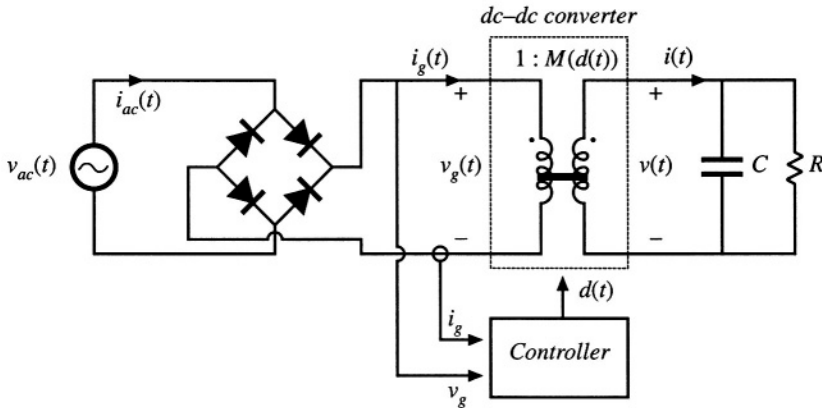 dc–dc converter
1 : M(d(t))
i_g(t)
i(t)
i_ac(t)
+
+
v_ac(t)
v_g(t)
v(t)
C
R
–
–
d(t)
i_g
Controller
v_g